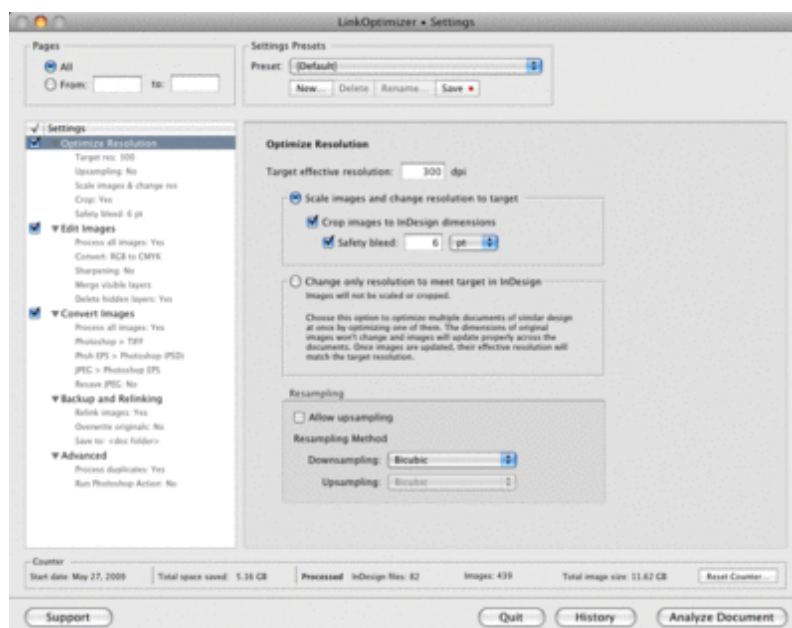 LinkOptimizer • Settings
Pages
All
From: to:
Settings Presets
Preset: [Default]
New... Delete Rename... Save •
√ Settings
▼ Optimize Resolution
Target res: 300
Upsampling: No
Scale images & change res
Crop: Yes
Safety bleed: 6 pt
▼ Edit Images
Process all images: Yes
Convert: RGB to CMYK
Sharpening: No
Merge visible layers
Delete hidden layers: Yes
▼ Convert Images
Process all images: Yes
Photoshop > TIFF
Phsh EPS > Photoshop (PSD)
JPEG > Photoshop EPS
Resave JPEG: No
▼ Backup and Relinking
Relink images: Yes
Overwrite originals: No
Save to: <doc folder>
▼ Advanced
Process duplicates: Yes
Run Photoshop Action: No
Optimize Resolution
Target effective resolution: 300 dpi
Scale images and change resolution to target
Crop images to InDesign dimensions
Safety bleed: 6 pt
Change only resolution to meet target in InDesign
Images will not be scaled or cropped.
Choose this option to optimize multiple documents of similar design
at once by optimizing one of them. The dimensions of original
images won't change and images will update properly across the
documents. Once images are updated, their effective resolution will
match the target resolution.
Resampling
Allow upsampling
Resampling Method
Downsampling: Bicubic
Upsampling: Bicubic
Counter
Start date: May 27, 2009 Total space saved: 5.36 GB Processed InDesign files: 82 Images: 439 Total image size: 11.62 GB Reset Counter...
Support Quit History Analyze Document